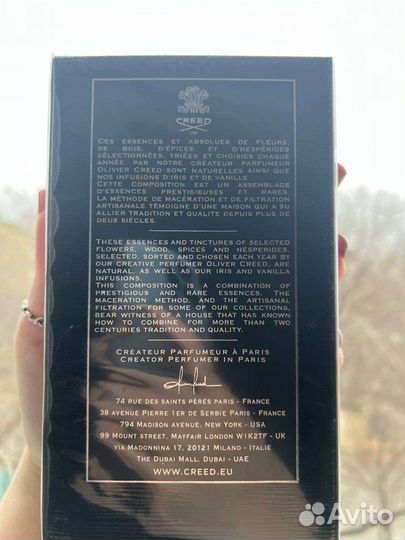 CREED
1760
CES ESSENCES ET ABSOLUES DE FLEURS,
DE BOIS, D'ÉPICES ET D'HESPÉRIDES
SÉLECTIONNÉES, TRIÉES ET CHOISIES CHAQUE
ANNÉE PAR NOTRE CRÉATEUR PARFUMEUR
OLIVIER CREED SONT NATURELLES AINSI QUE
NOS INFUSIONS D'IRIS ET DE VANILLE
CETTE COMPOSITION EST UN ASSEMBLAGE
D'ESSENCES PRESTIGIEUSES ET RARES.
LA MÉTHODE DE MACÉRATION ET DE FILTRATION
ARTISANALE TÉMOIGNE D'UNE MAISON QUI A SU
ALLIER TRADITION ET QUALITE DEPUIS PLUS DE
DEUX SIÈCLES.
THESE ESSENCES AND TINCTURES OF SELECTED
FLOWERS, WOOD, SPICES AND HESPERIDES,
SELECTED, SORTED AND CHOSEN EACH YEAR BY
OUR CREATIVE PERFUMER OLIVER CREED, ARE
NATURAL, AS WELL AS OUR IRIS AND VANILLA
INFUSIONS.
THIS COMPOSITION IS A COMBINATION OF
PRESTIGIOUS AND RARE ESSENCES. THE
MACERATION METHOD, AND THE ARTISANAL
FILTRATION FOR SOME OF OUR COLLECTIONS,
BEAR WITNESS OF A HOUSE THAT HAS KNOWN
HOW TO COMBINE FOR MORE THAN TWO
CENTURIES TRADITION AND QUALITY.
CRÉATEUR PARFUMEUR À PARIS
CREATOR PERFUMER IN PARIS
74 RUE DES SAINTS PÈRES PARIS - FRANCE
38 AVENUE PIERRE 1ER DE SERBIE PARIS - FRANCE
794 MADISON AVENUE. NEW YORK - USA
99 MOUNT STREET. MAYFAIR LONDON W1K2TF - UK
VIA MADONNINA 17, 20121 MILANO - ITALIE
THE DUBAI MALL, DUBAI - UAE
WWW.CREED.EU
Avito